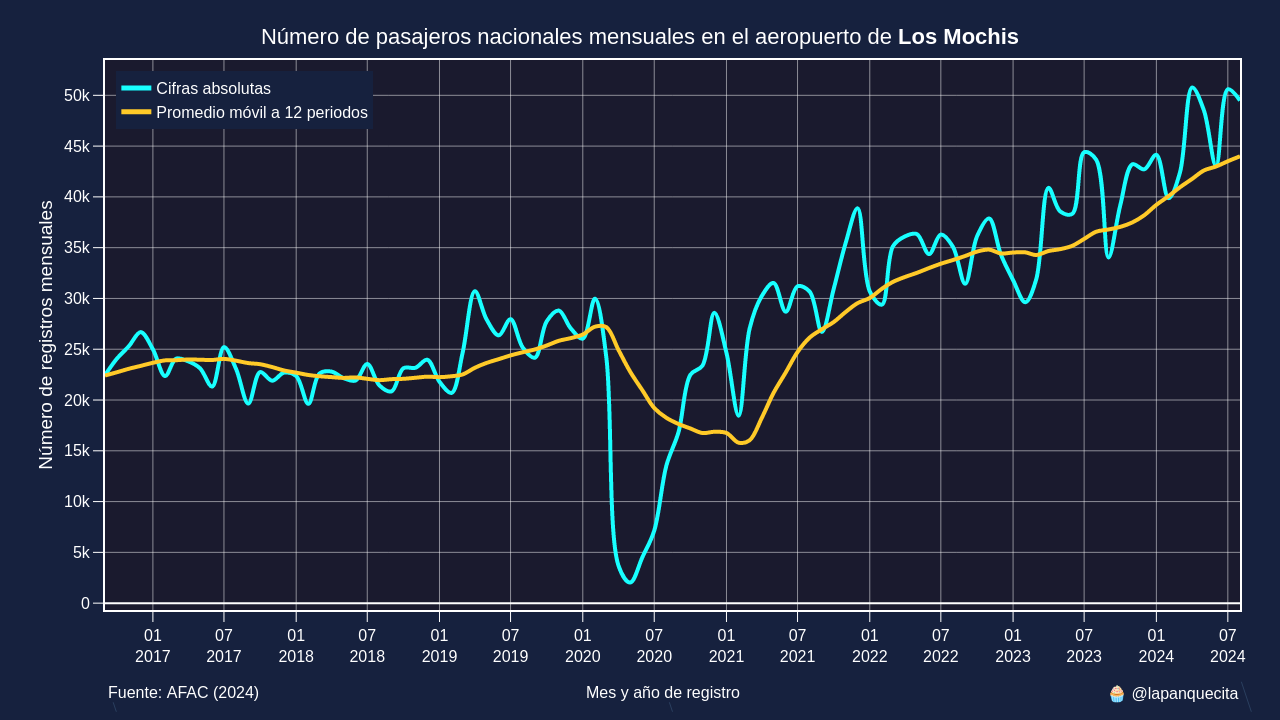 Número de pasajeros nacionales mensuales en el aeropuerto de Los Mochis
Cifras absolutas
Promedio móvil a 12 periodos
Número de registros mensuales
50k
45k
40k
35k
30k
25k
20k
15k
10k
5k
0
01 07 01 07 01 07 01 07 01 07 01 07 01 07 01 07
2017 2017 2018 2018 2019 2019 2020 2020 2021 2021 2022 2022 2023 2023 2024 2024
Fuente: AFAC (2024)
Mes y año de registro
🧁 @lapanquecita